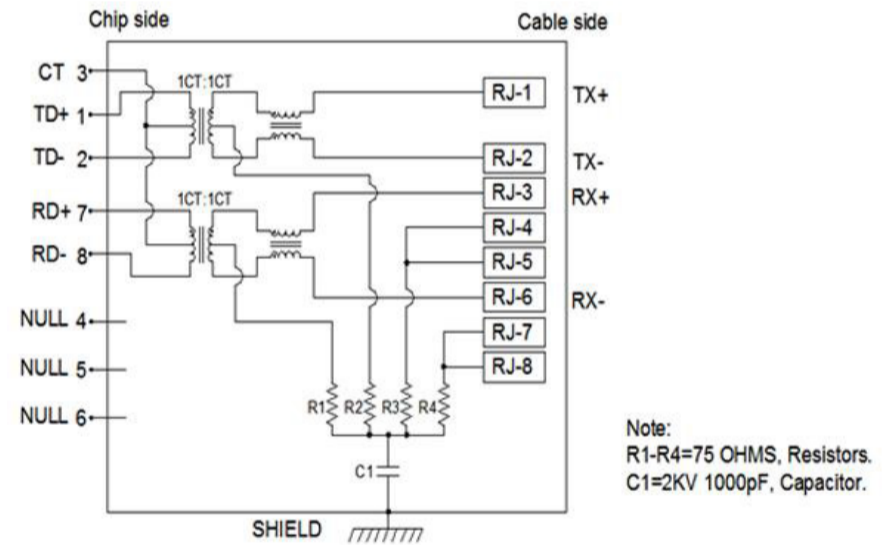 Chip side
Cable side
CT 3
1CT:1CT
TD+ 1
TD- 2
RJ-1 TX+
RJ-2 TX-
RJ-3 RX+
1CT:1CT
RD+ 7
RD- 8
RJ-4
RJ-5
RJ-6 RX-
NULL 4
RJ-7
RJ-8
NULL 5
NULL 6
R1 R2 R3 R4
C1
SHIELD
Note:
R1-R4=75 OHMS, Resistors.
C1=2KV 1000pF, Capacitor.